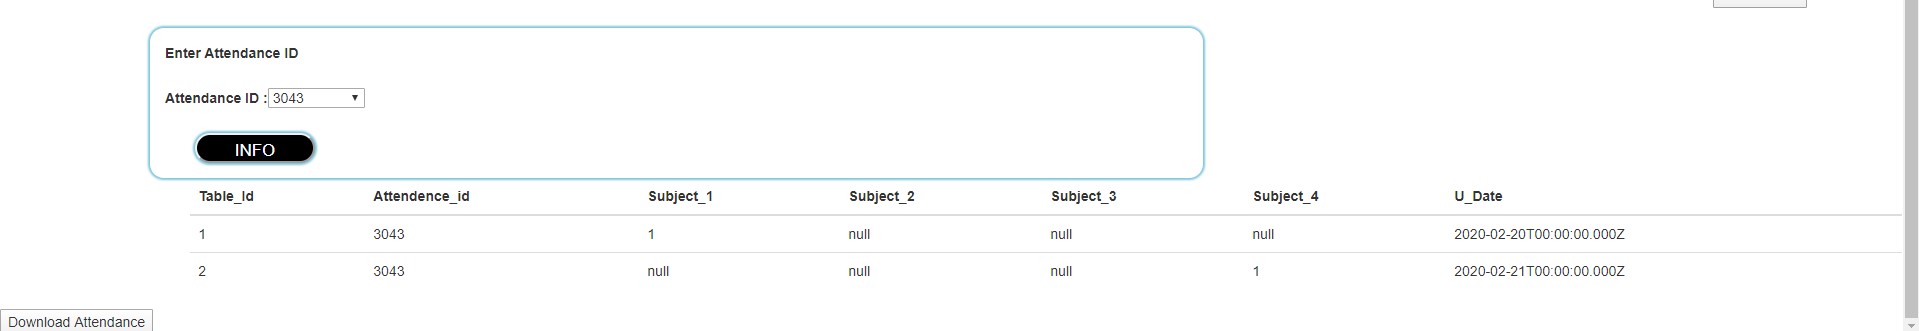 Enter Attendance ID
Attendance ID : 3043
INFO
Table_Id Attendence_id Subject_1 Subject_2 Subject_3 Subject_4 U_Date
1 3043 1 null null null 2020-02-20T00:00:00.000Z
2 3043 null null null 1 2020-02-21T00:00:00.000Z
Download Attendance